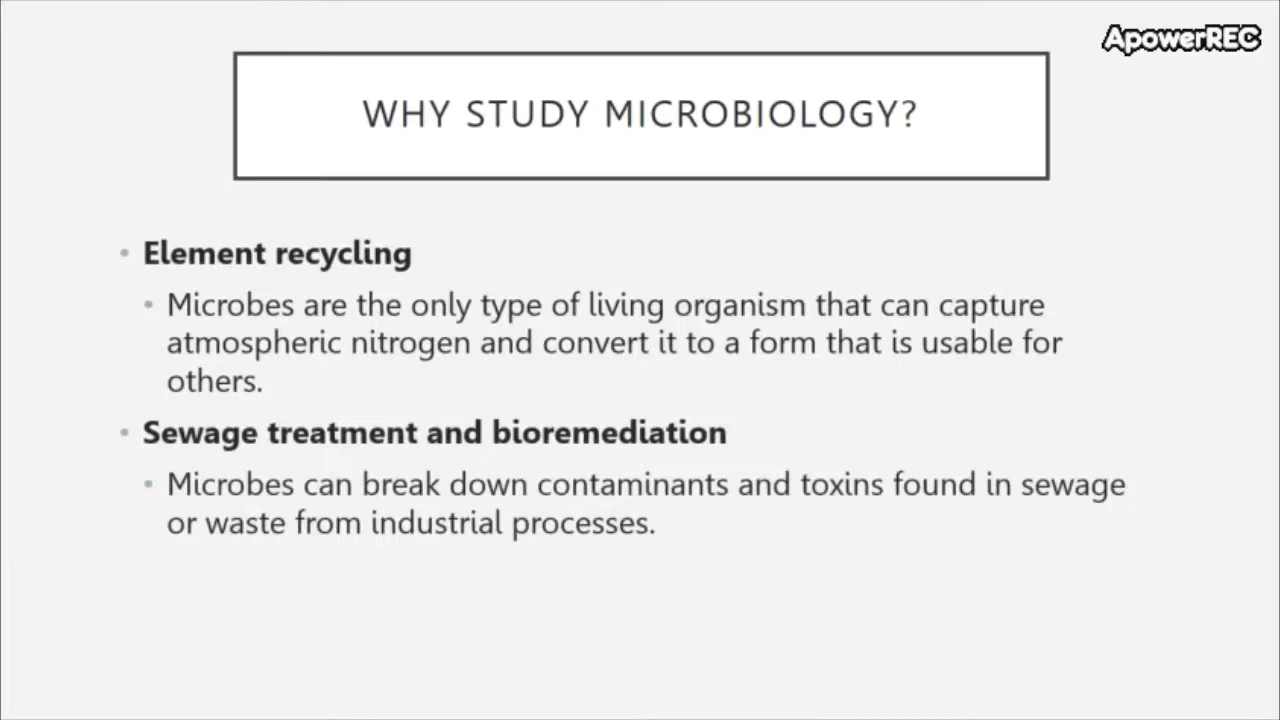 ApowerREC
WHY STUDY MICROBIOLOGY?
• Element recycling
• Microbes are the only type of living organism that can capture
atmospheric nitrogen and convert it to a form that is usable for
others.
• Sewage treatment and bioremediation
• Microbes can break down contaminants and toxins found in sewage
or waste from industrial processes.